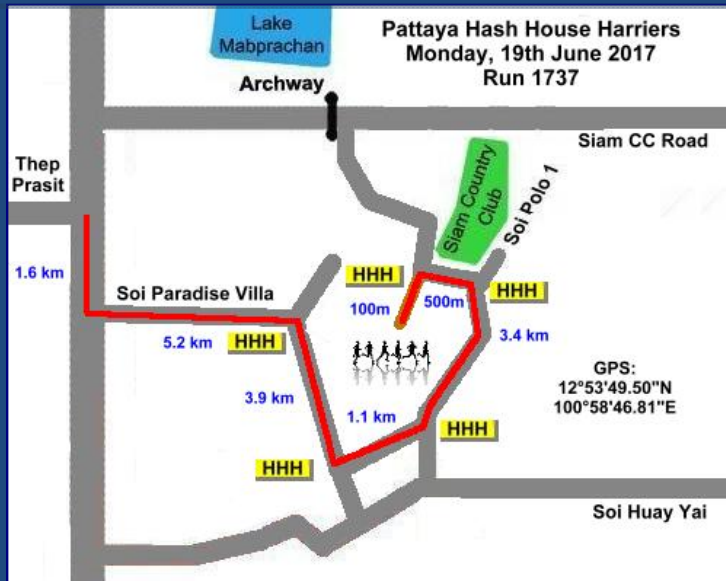 Lake
Mabprachan
Pattaya Hash House Harriers
Monday, 19th June 2017
Run 1737
Archway
Siam CC Road
Thep
Prasit
Siam Country
Club
Soi Polo 1
1.6 km
Soi Paradise Villa
HHH
100m
500m
HHH
5.2 km
HHH
3.4 km
GPS:
12°53'49.50"N
100°58'46.81"E
3.9 km
1.1 km
HHH
HHH
Soi Huay Yai